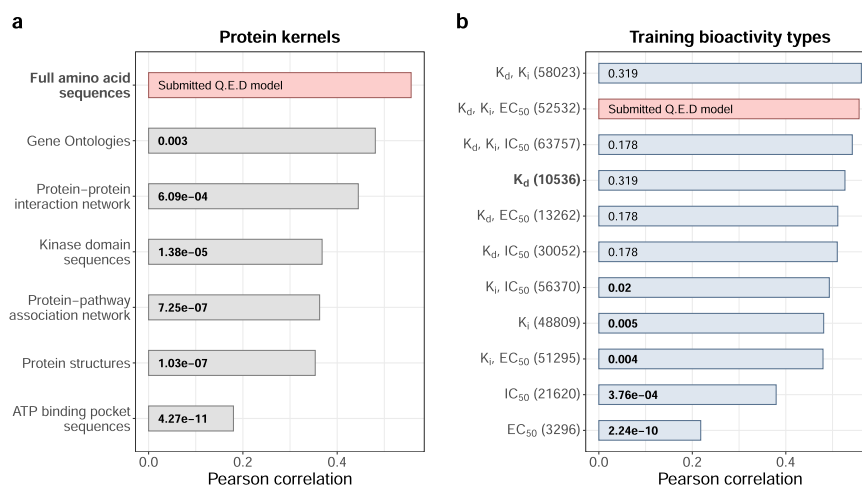 a
Protein kernels
Full amino acid
sequences
Submitted Q.E.D model
Gene Ontologies
0.003
Protein–protein
interaction network
6.09e−04
Kinase domain
sequences
1.38e−05
Protein–pathway
association network
7.25e−07
Protein structures
1.03e−07
ATP binding pocket
sequences
4.27e−11
0.0 0.2 0.4
Pearson correlation
b
Training bioactivity types
Kd, Ki (58023)
0.319
Kd, Ki, EC50 (52532)
Submitted Q.E.D model
Kd, Ki, IC50 (63757)
0.178
Kd (10536)
0.319
Kd, EC50 (13262)
0.178
Kd, IC50 (30052)
0.178
Ki, IC50 (56370)
0.02
Ki (48809)
0.005
Ki, EC50 (51295)
0.004
IC50 (21620)
3.76e−04
EC50 (3296)
2.24e−10
0.0 0.2 0.4
Pearson correlation